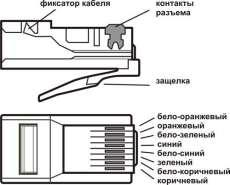 фиксатор кабеля
контакты
разъема
защелка
бело-оранжевый
оранжевый
бело-зеленый
синий
бело-синий
зеленый
бело-коричневый
коричневый